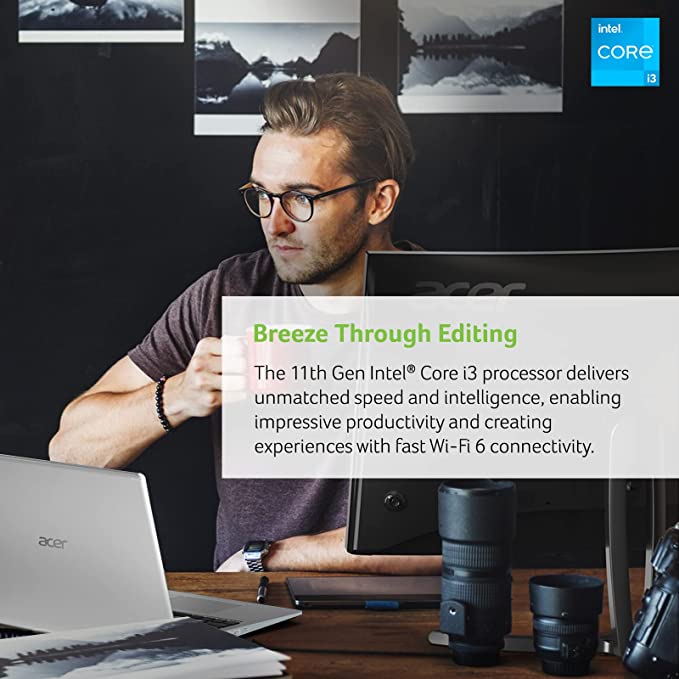 intel.
CORE
i3
acer
Breeze Through Editing
The 11th Gen Intel® Core i3 processor delivers
unmatched speed and intelligence, enabling
impressive productivity and creating
experiences with fast Wi-Fi 6 connectivity.
acer